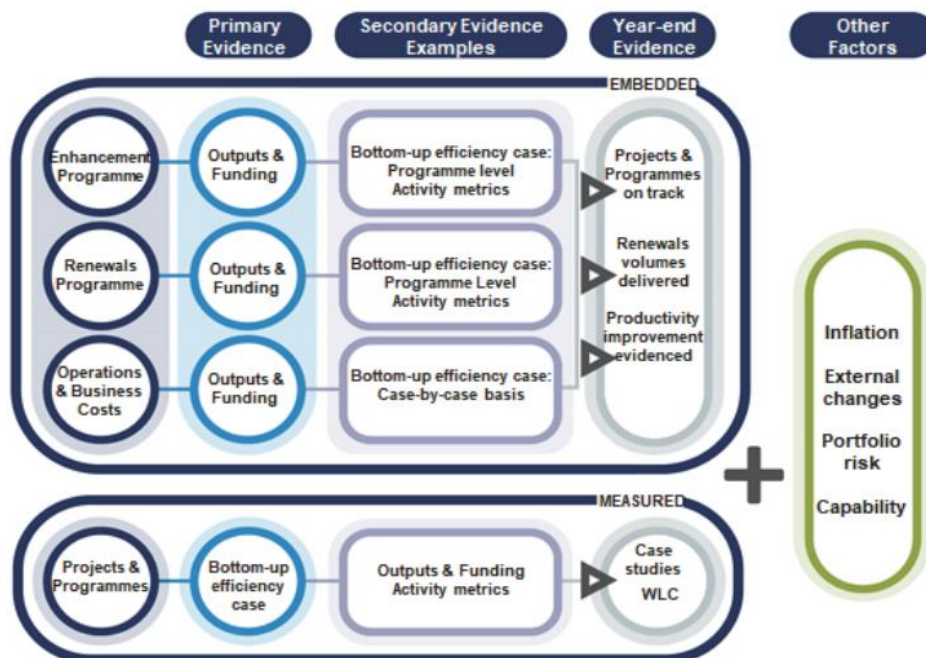 Primary
Evidence
Secondary Evidence
Examples
Year-end
Evidence
Other
Factors
EMBEDDED
Enhancement
Programme
Outputs &
Funding
Bottom-up efficiency case:
Programme level
Activity metrics
Projects &
Programmes
on track
Renewals
Programme
Outputs &
Funding
Bottom-up efficiency case:
Programme Level
Activity metrics
Renewals
volumes
delivered
Operations
& Business
Costs
Outputs &
Funding
Bottom-up efficiency case:
Case-by-case basis
Productivity
improvement
evidenced
MEASURED
Projects &
Programmes
Bottom-up
efficiency
case
Outputs & Funding
Activity metrics
Case
studies
WLC
Inflation
External
changes
Portfolio
risk
Capability